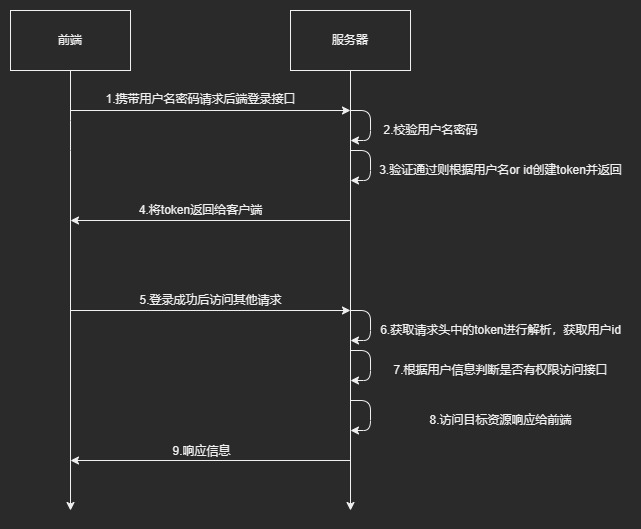 前端
服务器
1.携带用户名密码请求后端登录接口
2.校验用户名密码
3.验证通过则根据用户名or id创建token并返回
4.将token返回给客户端
5.登录成功后访问其他请求
6.获取请求头中的token进行解析，获取用户id
7.根据用户信息判断是否有权限访问接口
8.访问目标资源响应给前端
9.响应信息